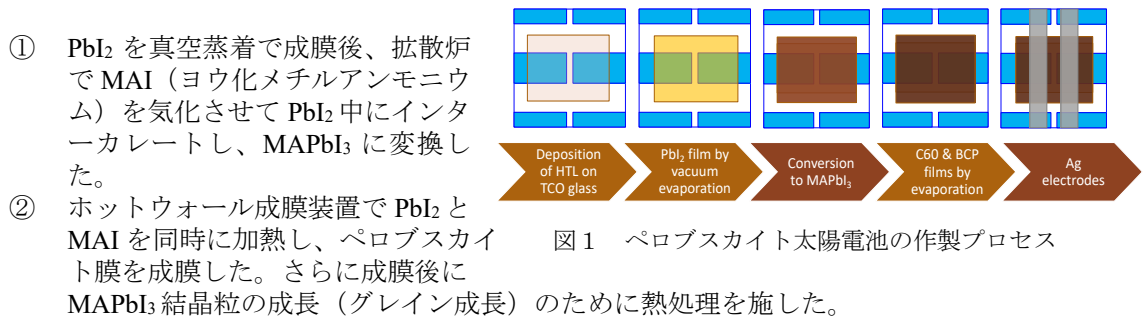 ① PbI₂ を真空蒸着で成膜後、拡散炉
で MAI（ヨウ化メチルアンモニウ
ム）を気化させて PbI₂ 中にインタ
ーカレートし、MAPbI₃ に変換し
た。
② ホットウォール成膜装置で PbI₂ と
MAI を同時に加熱し、ペロブスカイ
ト膜を成膜した。さらに成膜後に
MAPbI₃ 結晶粒の成長（グレイン成長）のために熱処理を施した。
Deposition
of HTL on
TCO glass
PbI₂ film by
vacuum
evaporation
Conversion
to MAPbI₃
C60 & BCP
films by
evaporation
Ag
electrodes
図１ ペロブスカイト太陽電池の作製プロセス